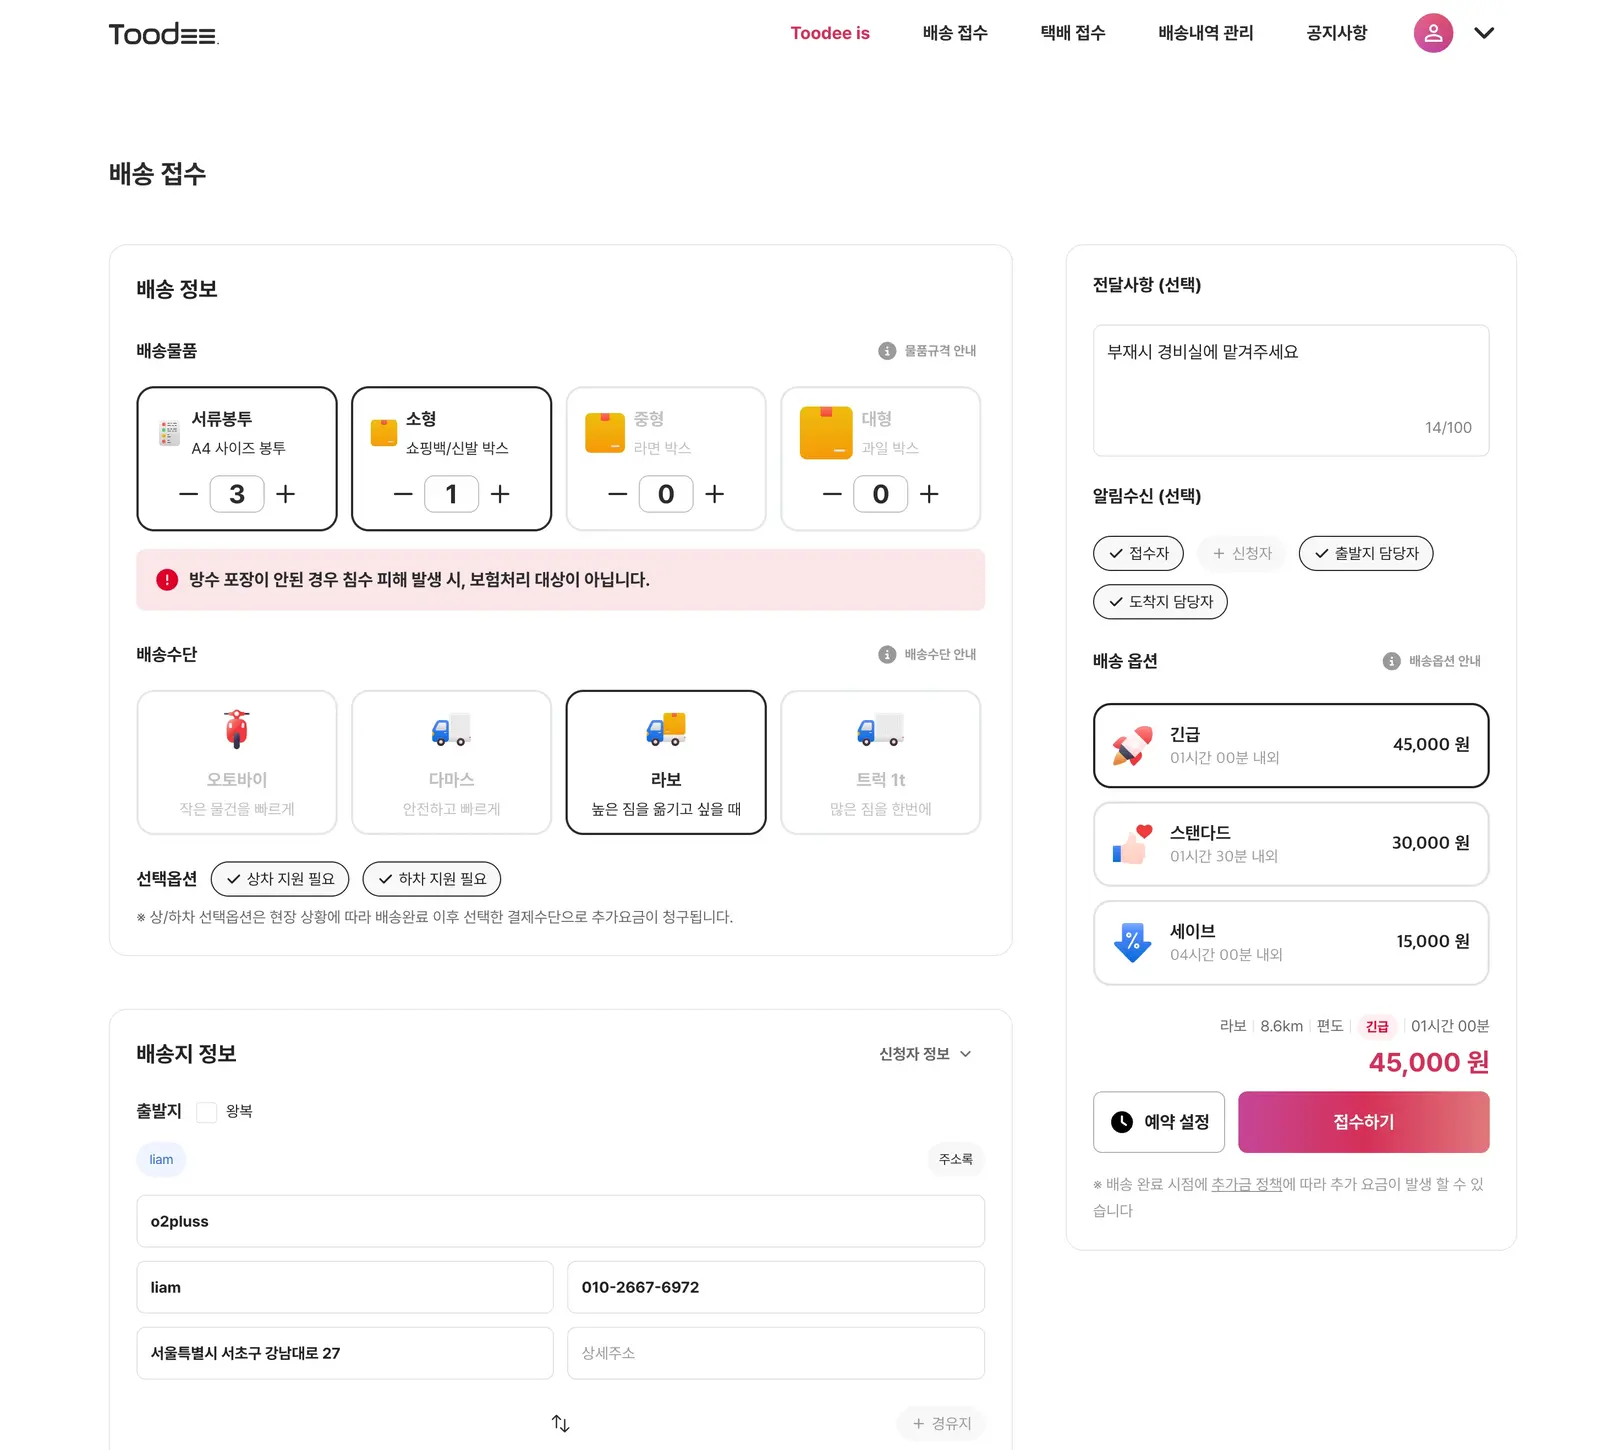 Toodee.
Toodee is
배송 접수
택배 접수
배송내역 관리
공지사항
배송 접수
배송 정보
배송물품
물품규격 안내
서류봉투
A4 사이즈 봉투
3
소형
쇼핑백/신발 박스
1
중형
라면 박스
0
대형
과일 박스
0
방수 포장이 안된 경우 침수 피해 발생 시, 보험처리 대상이 아닙니다.
배송수단
배송수단 안내
오토바이
작은 물건을 빠르게
다마스
안전하고 빠르게
라보
높은 짐을 옮기고 싶을 때
트럭 1t
많은 짐을 한번에
선택옵션
상차 지원 필요
하차 지원 필요
※ 상/하차 선택옵션은 현장 상황에 따라 배송완료 이후 선택한 결제수단으로 추가요금이 청구됩니다.
배송지 정보
신청자 정보
출발지
왕복
liam
주소록
o2pluss
liam
010-2667-6972
서울특별시 서초구 강남대로 27
상세주소
+ 경유지
전달사항 (선택)
부재시 경비실에 맡겨주세요
14/100
알림수신 (선택)
접수자
+ 신청자
출발지 담당자
도착지 담당자
배송 옵션
배송옵션 안내
긴급
01시간 00분 내외
45,000 원
스탠다드
01시간 30분 내외
30,000 원
세이브
04시간 00분 내외
15,000 원
라보 | 8.6km | 편도 | 긴급 | 01시간 00분
45,000 원
예약 설정
접수하기
※ 배송 완료 시점에 추가금 정책에 따라 추가 요금이 발생 할 수 있
습니다